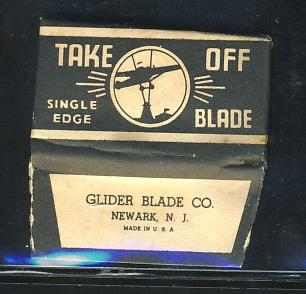 TAKE OFF
SINGLE EDGE BLADE
GLIDER BLADE CO.
NEWARK, N. J.
MADE IN U. S. A